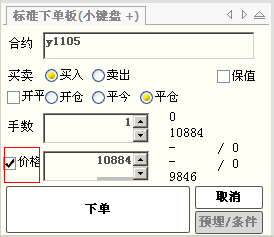 标准下单板(小键盘 +)
合约 y1105
买卖 买入 卖出 保值
开平 开仓 平今 平仓
手数 1 0
10884
价格 10884 - / 0
- / 0
9846
下单 取消
预埋/条件